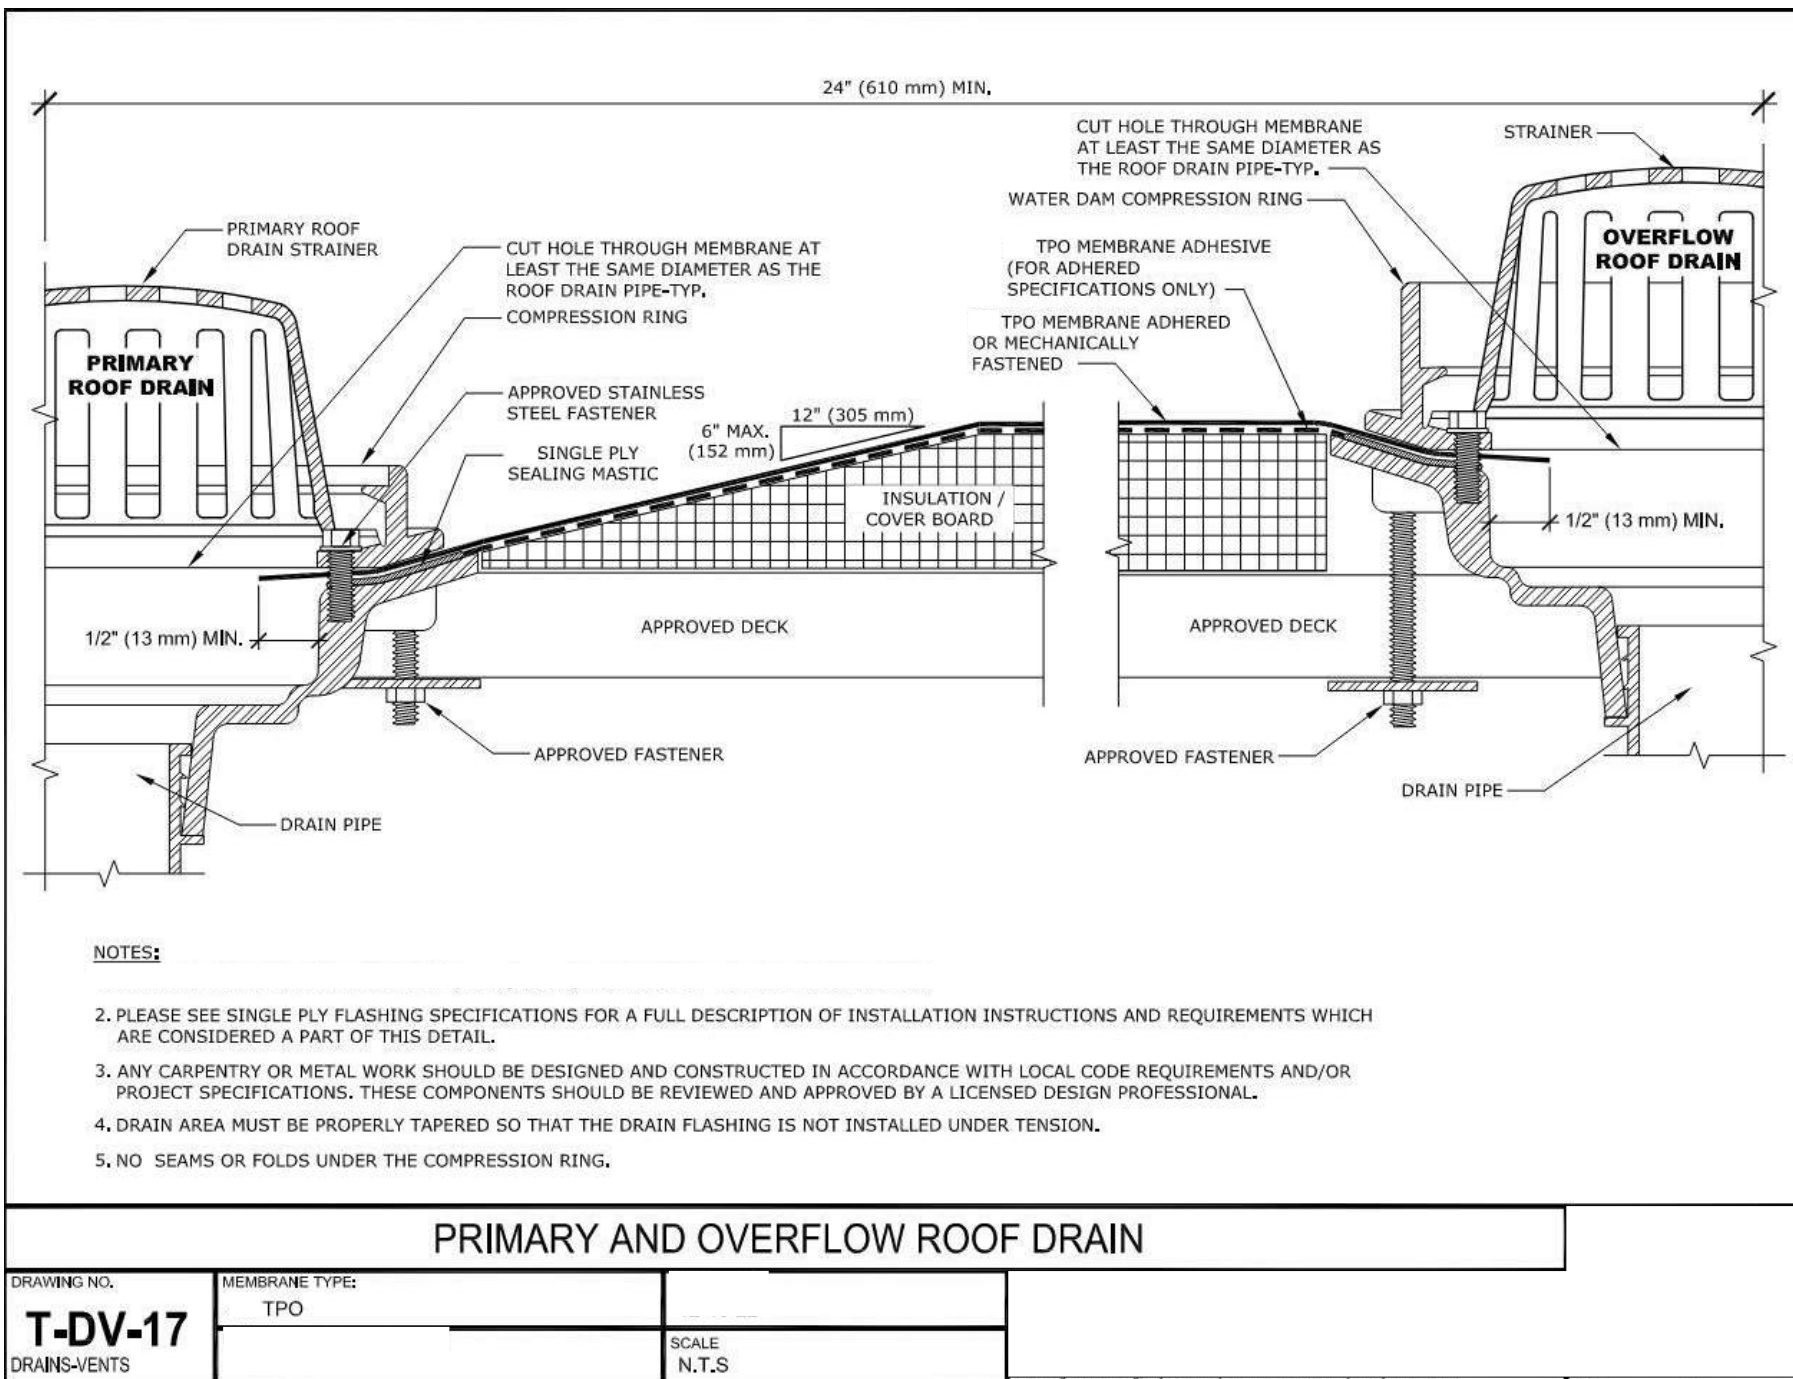 24" (610 mm) MIN.
CUT HOLE THROUGH MEMBRANE
AT LEAST THE SAME DIAMETER AS
THE ROOF DRAIN PIPE-TYP.
STRAINER
WATER DAM COMPRESSION RING
PRIMARY ROOF
DRAIN STRAINER
CUT HOLE THROUGH MEMBRANE AT
LEAST THE SAME DIAMETER AS THE
ROOF DRAIN PIPE-TYP.
TPO MEMBRANE ADHESIVE
(FOR ADHERED
SPECIFICATIONS ONLY)
OVERFLOW
ROOF DRAIN
COMPRESSION RING
TPO MEMBRANE ADHERED
OR MECHANICALLY
FASTENED
PRIMARY
ROOF DRAIN
APPROVED STAINLESS
STEEL FASTENER
12" (305 mm)
6" MAX.
(152 mm)
SINGLE PLY
SEALING MASTIC
INSULATION /
COVER BOARD
1/2" (13 mm) MIN.
1/2" (13 mm) MIN.
APPROVED DECK
APPROVED DECK
APPROVED FASTENER
APPROVED FASTENER
DRAIN PIPE
DRAIN PIPE
NOTES:
2. PLEASE SEE SINGLE PLY FLASHING SPECIFICATIONS FOR A FULL DESCRIPTION OF INSTALLATION INSTRUCTIONS AND REQUIREMENTS WHICH
ARE CONSIDERED A PART OF THIS DETAIL.
3. ANY CARPENTRY OR METAL WORK SHOULD BE DESIGNED AND CONSTRUCTED IN ACCORDANCE WITH LOCAL CODE REQUIREMENTS AND/OR
PROJECT SPECIFICATIONS. THESE COMPONENTS SHOULD BE REVIEWED AND APPROVED BY A LICENSED DESIGN PROFESSIONAL.
4. DRAIN AREA MUST BE PROPERLY TAPERED SO THAT THE DRAIN FLASHING IS NOT INSTALLED UNDER TENSION.
5. NO SEAMS OR FOLDS UNDER THE COMPRESSION RING.
PRIMARY AND OVERFLOW ROOF DRAIN
DRAWING NO.
T-DV-17
DRAINS-VENTS
MEMBRANE TYPE:
TPO
SCALE
N.T.S